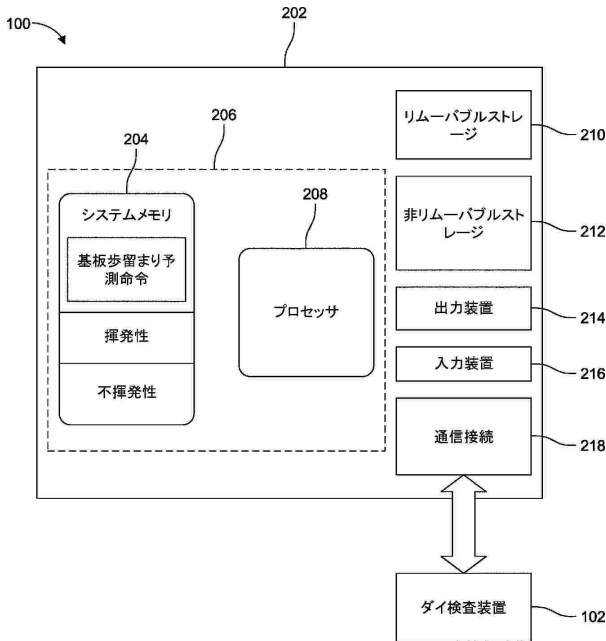 100
202
206
204
システムメモリ
基板歩留まり予
測命令
揮発性
不揮発性
208
プロセッサ
リムーバブルストレ
ージ
210
非リムーバブルスト
レージ
212
出力装置
214
入力装置
216
通信接続
218
ダイ検査装置
102